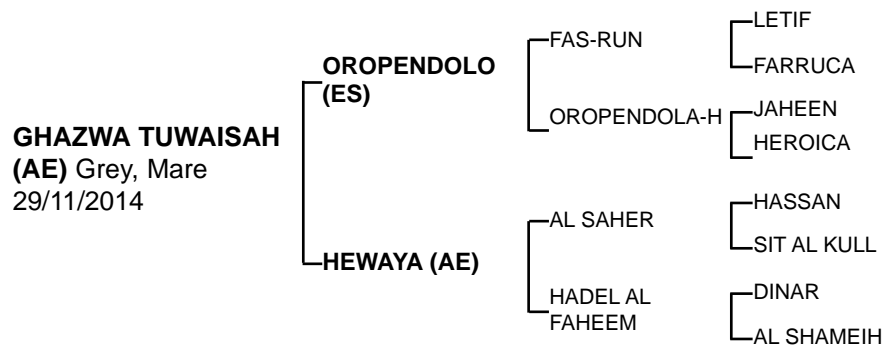 GHAZWA TUWAISAH
(AE) Grey, Mare
29/11/2014
OROPENDOLO
(ES)
HEWAYA (AE)
FAS-RUN
OROPENDOLA-H
AL SAHER
HADEL AL
FAHEEM
LETIF
FARRUCA
JAHEEN
HEROICA
HASSAN
SIT AL KULL
DINAR
AL SHAMEIH